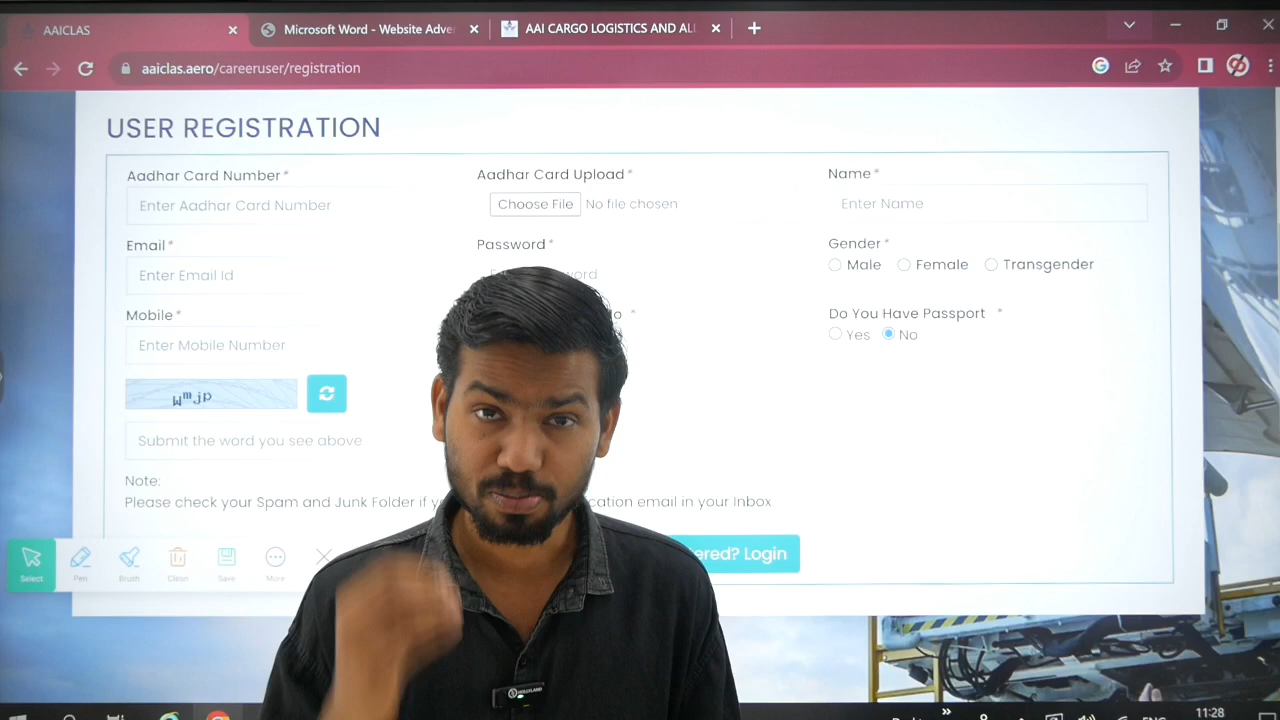 AAICLAS
Microsoft Word - Website Adve
AAI CARGO LOGISTICS AND AL
aaiclas.aero/careeruser/registration
USER REGISTRATION
Aadhar Card Number *
Aadhar Card Upload *
Name *
Enter Aadhar Card Number
Choose File No file chosen
Enter Name
Email *
Password *
Gender *
Enter Email Id
Male Female Transgender
Mobile *
*
Do You Have Passport *
Enter Mobile Number
Yes No
wmjp
Submit the word you see above
Note:
Please check your Spam and Junk Folder if cation email in your Inbox
ered? Login
Select Pen Brush Clean Save More
HOLLYLAND
ENG
11:28